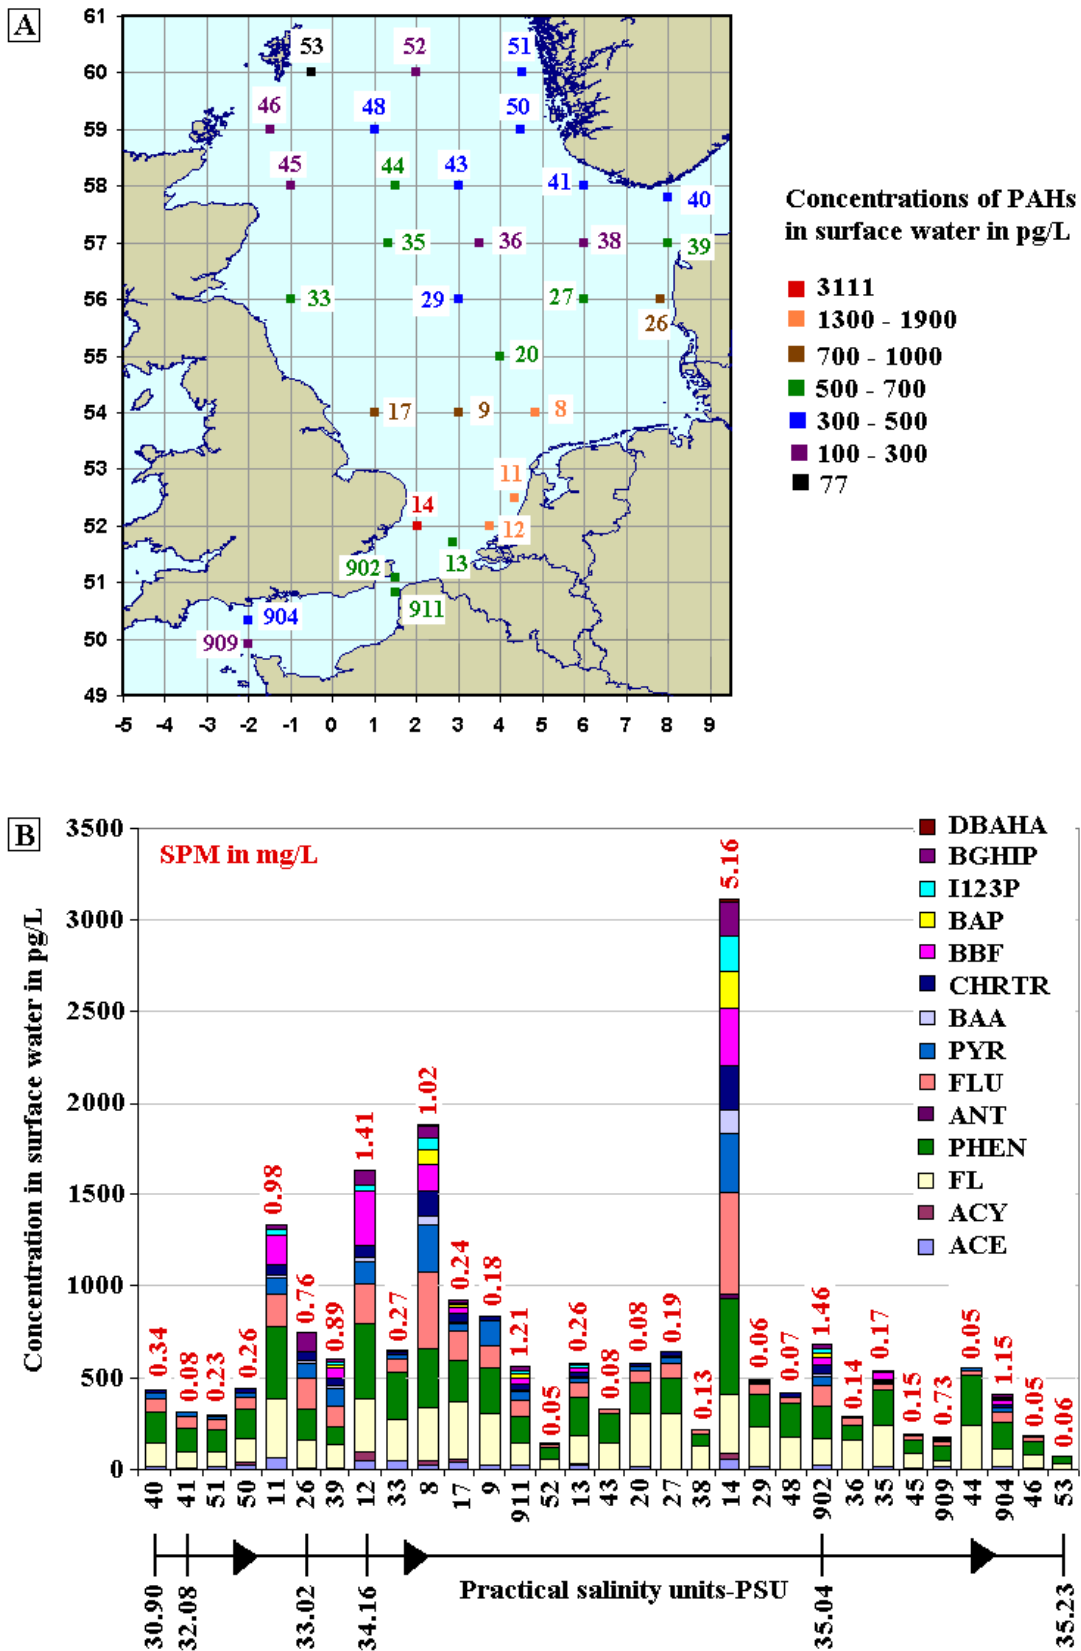 A
61
60
59
58
57
56
55
54
53
52
51
50
49
53
52
51
46
48
50
45
44
43
41
40
35
36
38
39
33
29
27
26
20
17
9
8
11
14
12
902
13
904
911
909
-5 -4 -3 -2 -1 0 1 2 3 4 5 6 7 8 9
Concentrations of PAHs
in surface water in pg/L
3111
1300 - 1900
700 - 1000
500 - 700
300 - 500
100 - 300
77
B
Concentration in surface water in pg/L
3500
3000
2500
2000
1500
1000
500
0
SPM in mg/L
0.34 0.08 0.23 0.26 0.98 0.76 0.89 1.41 0.27 1.02 0.24 0.18 1.21 0.05 0.26 0.08 0.08 0.19 0.13 5.16 0.06 0.07 1.46 0.14 0.17 0.15 0.73 0.05 1.15 0.05 0.06
DBAHA
BGHIP
I123P
BAP
BBF
CHRTR
BAA
PYR
FLU
ANT
PHEN
FL
ACY
ACE
40 41 51 50 11 26 39 12 33 8 17 9 911 52 13 43 20 27 38 14 29 48 902 36 35 45 909 44 904 46 53
Practical salinity units-PSU
30.90 32.08 33.02 34.16 35.04 35.23